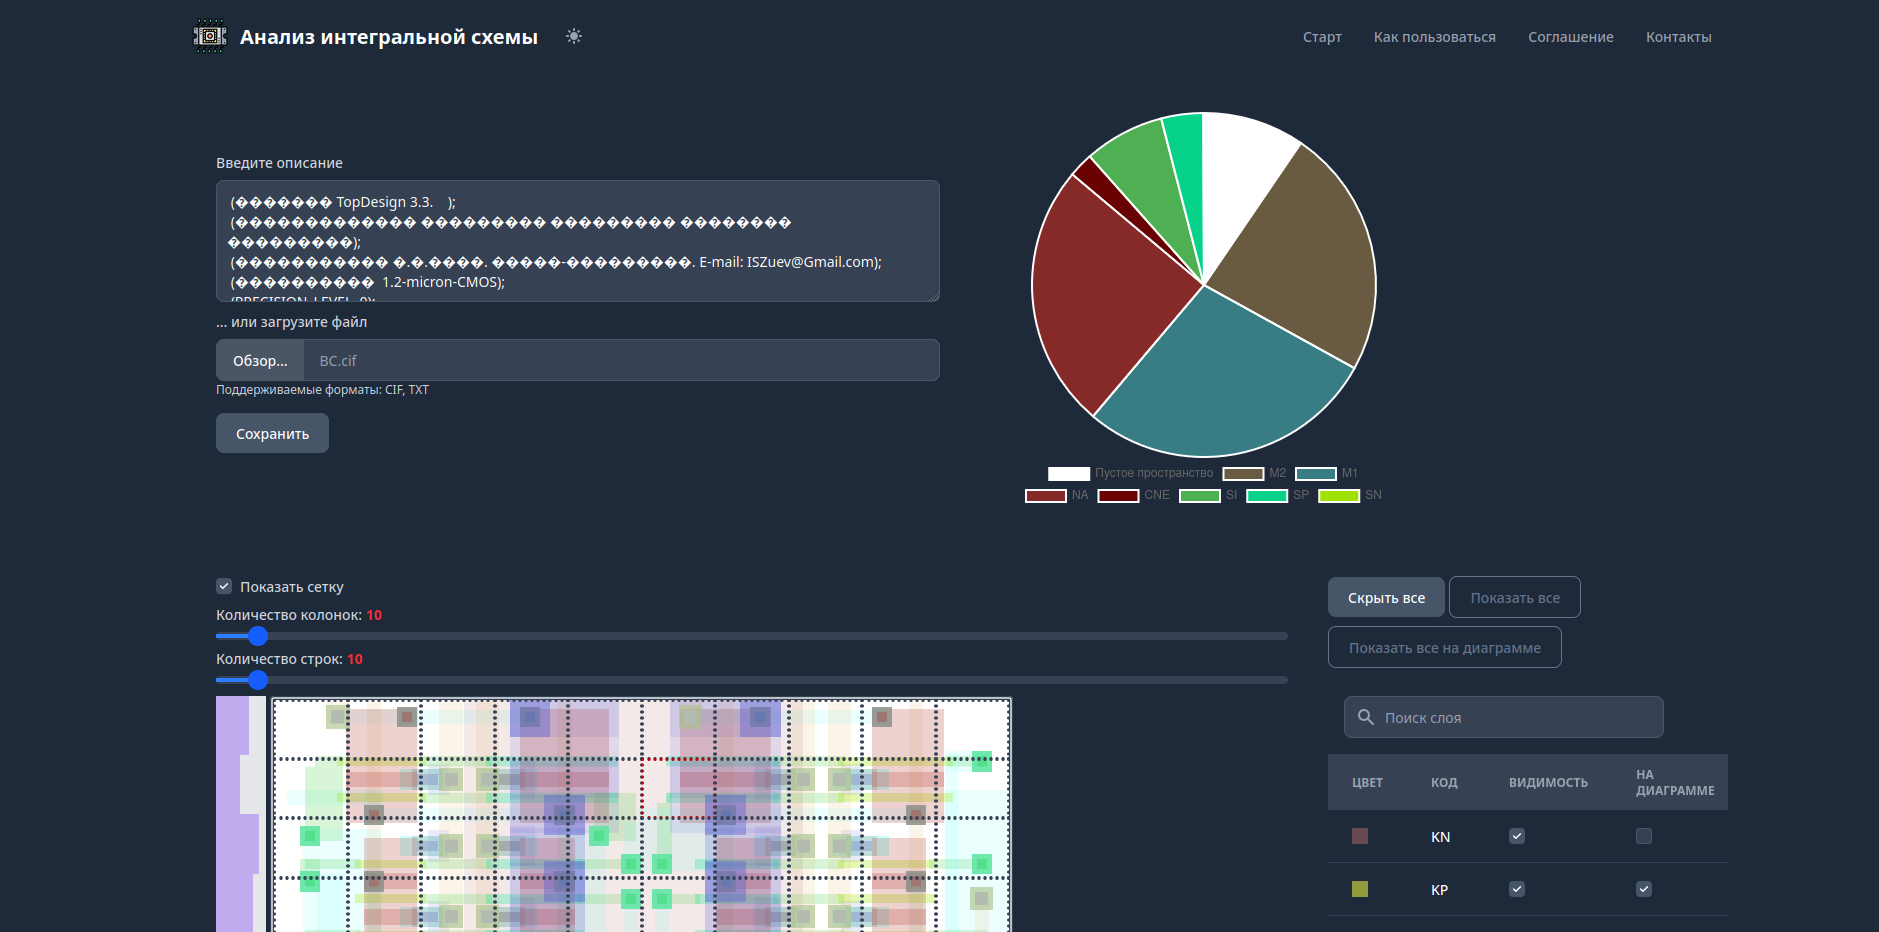 Анализ интегральной схемы
Старт
Как пользоваться
Соглашение
Контакты
Введите описание
(������� TopDesign 3.3. );
(������������� ��������� ��������� ��������
���������);
(����������� �.�.����. �����-���������. E-mail: ISZuev@Gmail.com);
(���������� 1.2-micron-CMOS);
(PRECISION LEVEL 0);
... или загрузите файл
Обзор... BC.cif
Поддерживаемые форматы: CIF, TXT
Сохранить
Пустое пространство M2 M1
NA CNE SI SP SN
Показать сетку
Количество колонок: 10
Количество строк: 10
Скрыть все
Показать все
Показать все на диаграмме
Поиск слоя
ЦВЕТ КОД ВИДИМОСТЬ НА
ДИАГРАММЕ
KN
KP